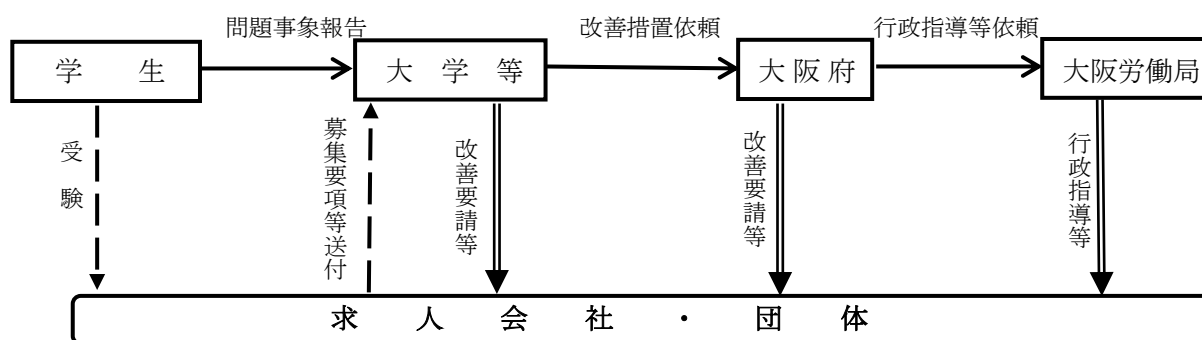 問題事象報告
改善措置依頼
行政指導等依頼
学　　生
大　学　等
大 阪 府
大阪労働局
受　験
募集要項等送付
改善要請等
改善要請等
行政指導等
求　人　会　社　・　団　体